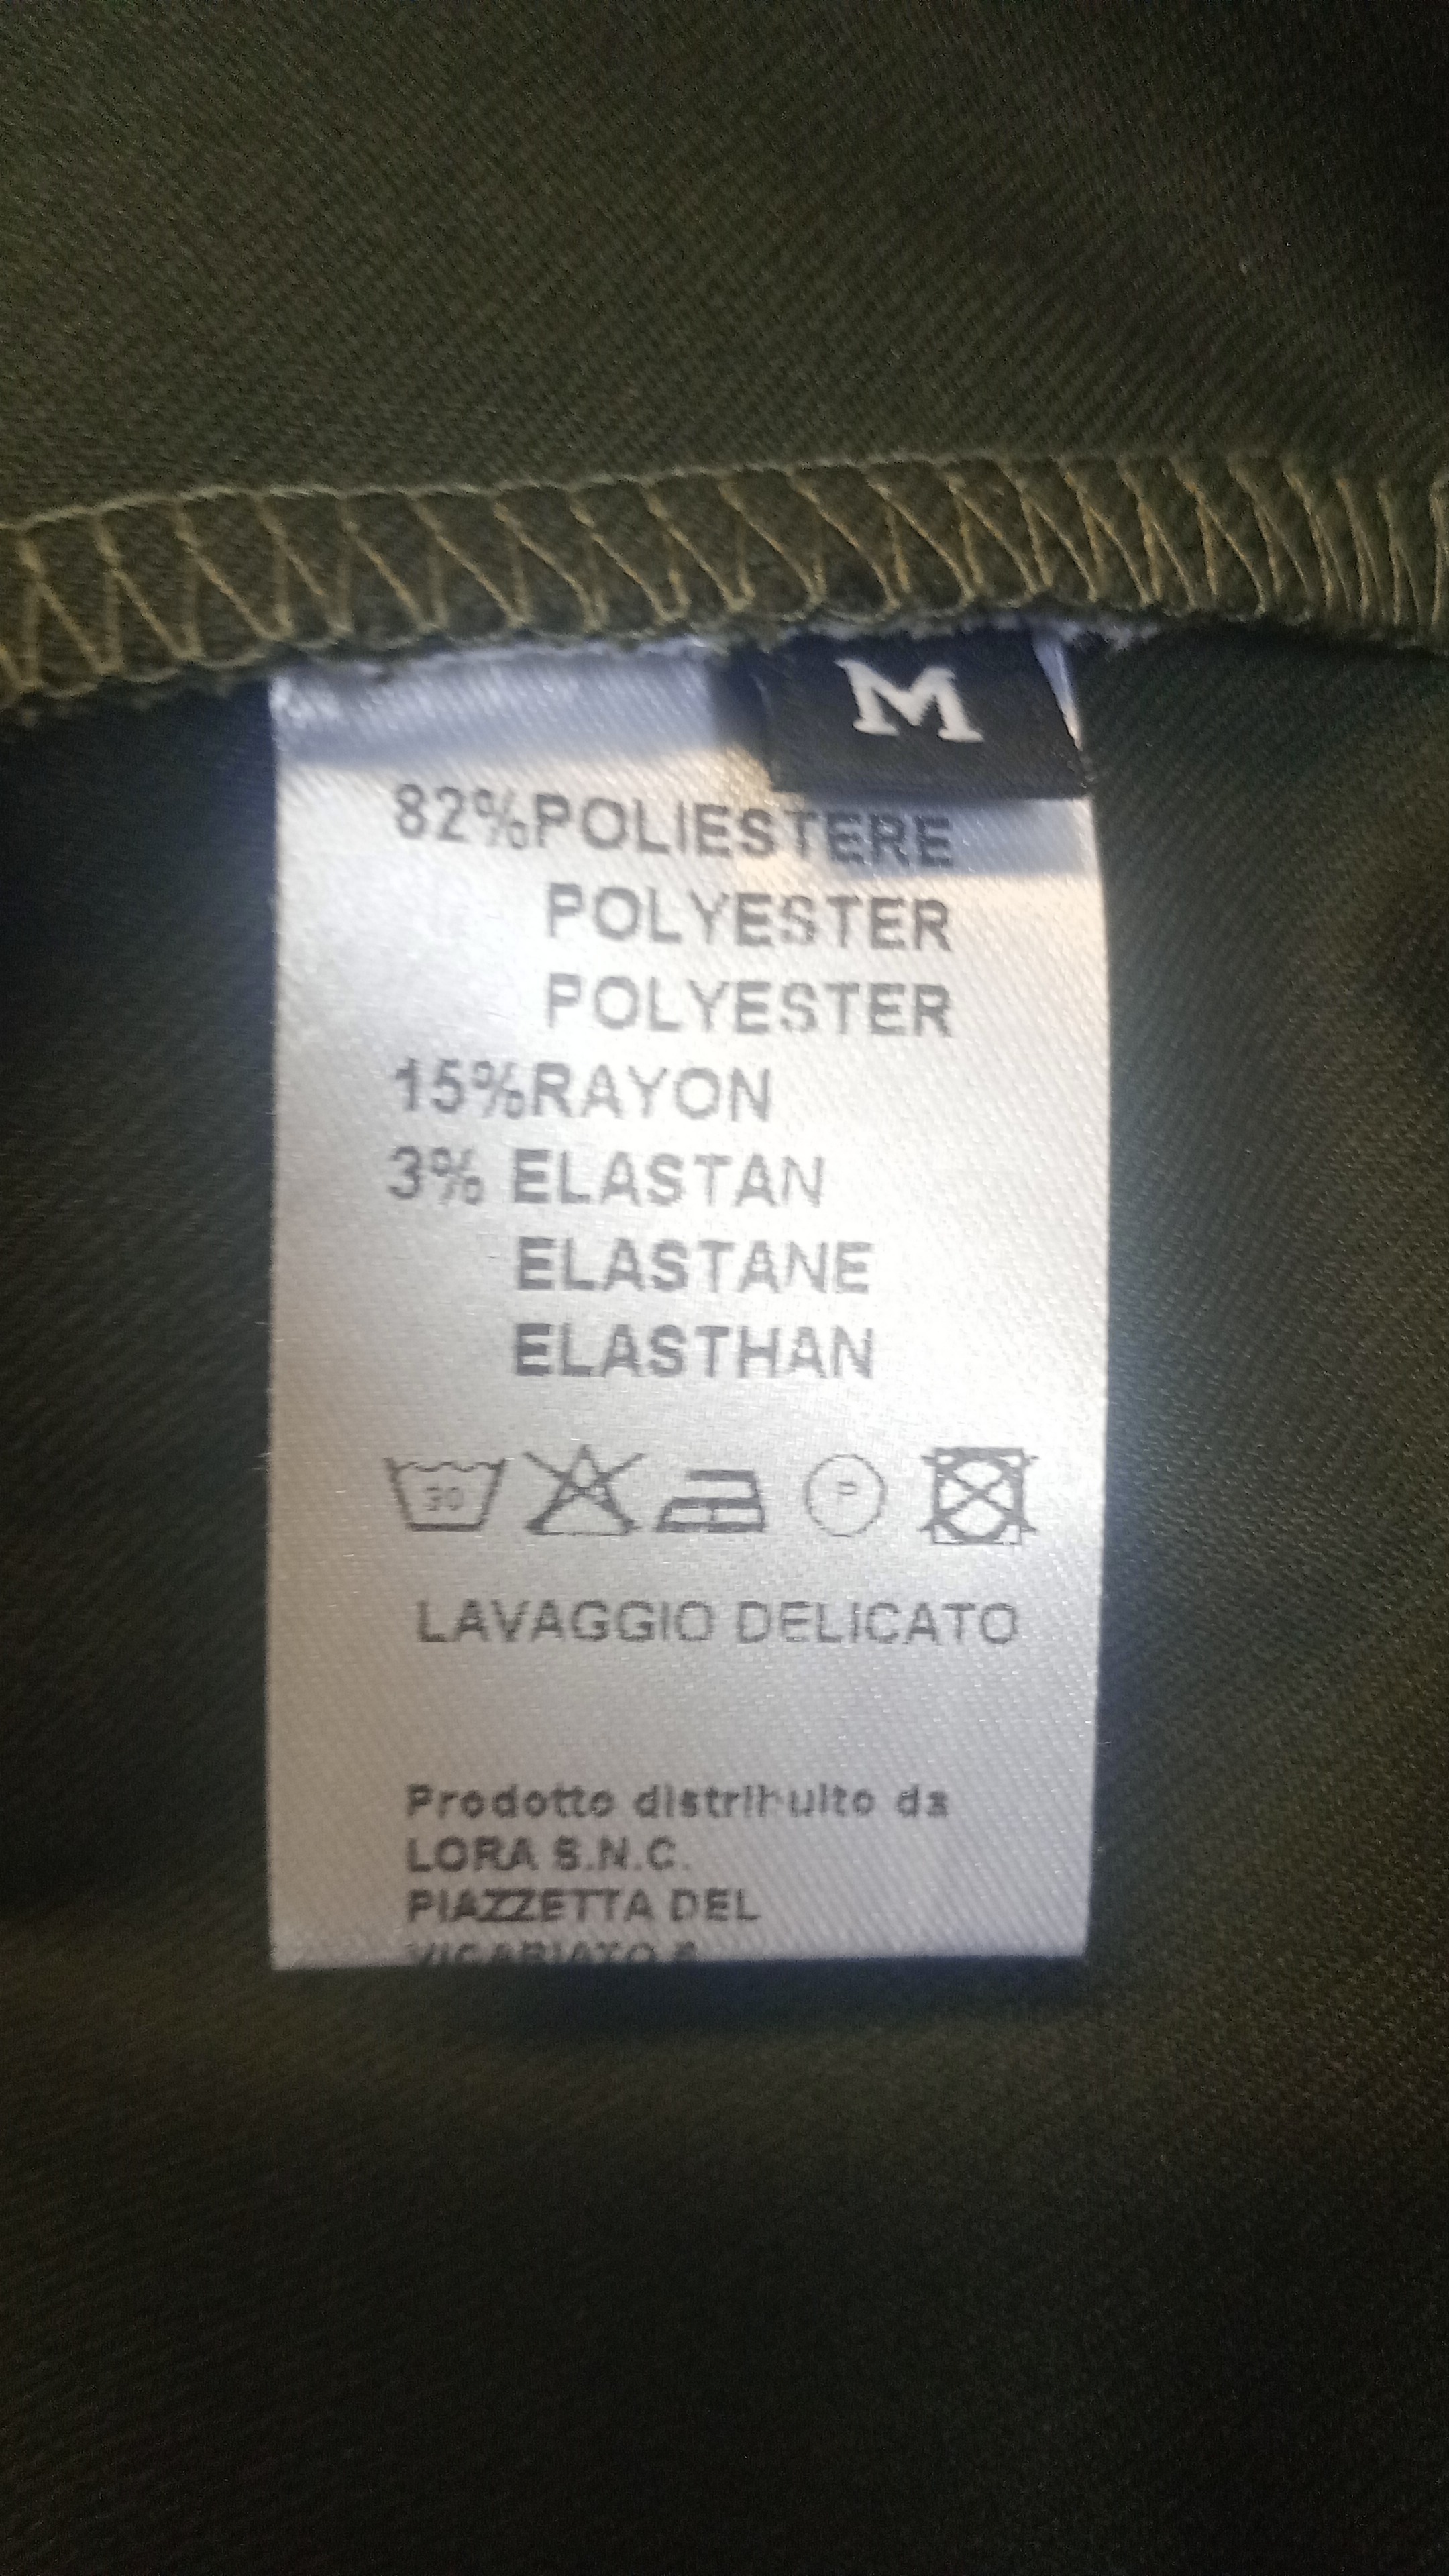 M
82%POLIESTERE
POLYESTER
POLYESTER
15%RAYON
3% ELASTAN
ELASTANE
ELASTHAN
30
P
LAVAGGIO DELICATO
Prodotto distribuito da
LORA S.N.C.
PIAZZETTA DEL
VICARIATO